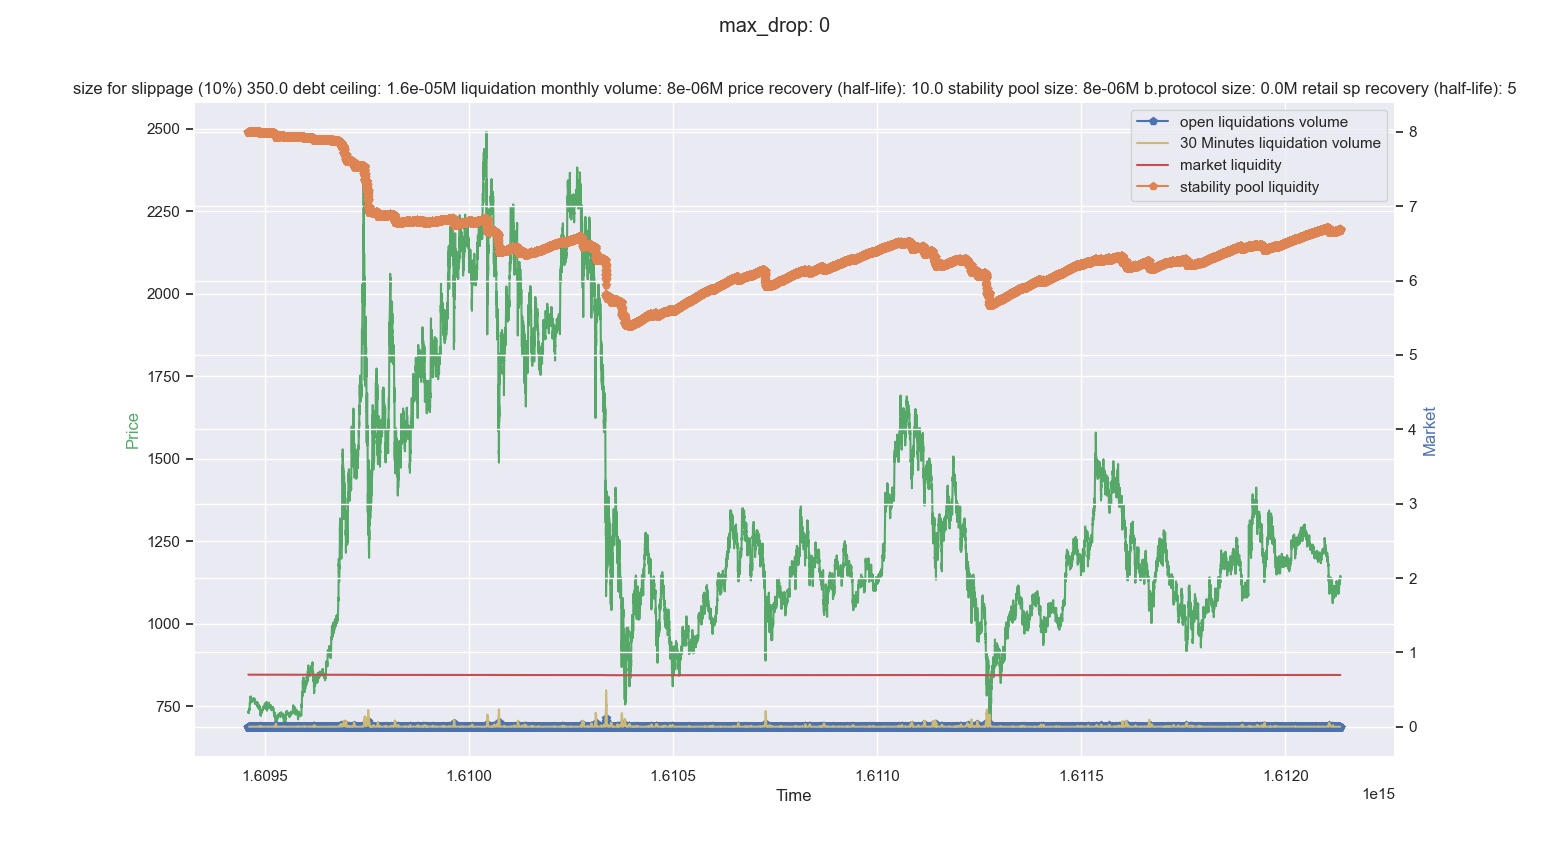 max_drop: 0
size for slippage (10%) 350.0 debt ceiling: 1.6e-05M liquidation monthly volume: 8e-06M price recovery (half-life): 10.0 stability pool size: 8e-06M b.protocol size: 0.0M retail sp recovery (half-life): 5
open liquidations volume
30 Minutes liquidation volume
market liquidity
stability pool liquidity
2500
2250
2000
1750
1500
1250
1000
750
Price
8
7
6
5
4
3
2
1
0
Market
1.6095 1.6100 1.6105 1.6110 1.6115 1.6120
Time
1e15